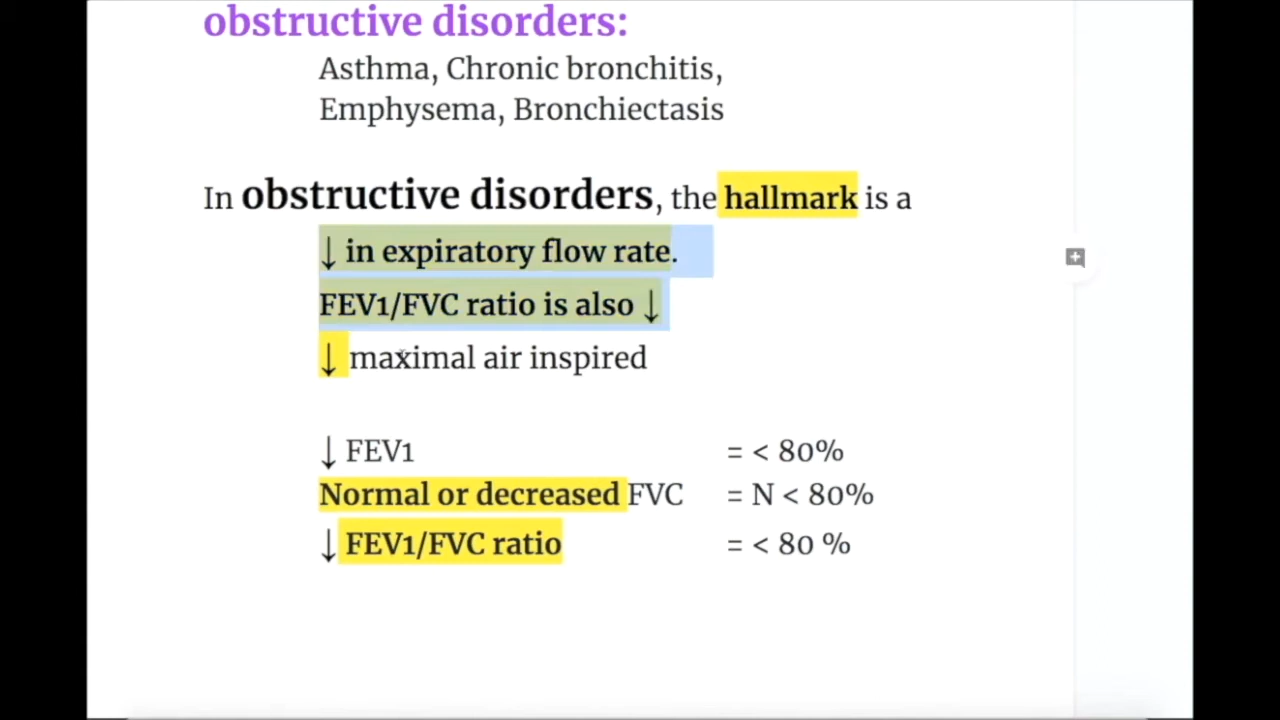 obstructive disorders:
Asthma, Chronic bronchitis,
Emphysema, Bronchiectasis
In obstructive disorders, the hallmark is a
↓ in expiratory flow rate.
FEV1/FVC ratio is also ↓
↓ maximal air inspired
↓ FEV1 = < 80%
Normal or decreased FVC = N < 80%
↓ FEV1/FVC ratio = < 80 %